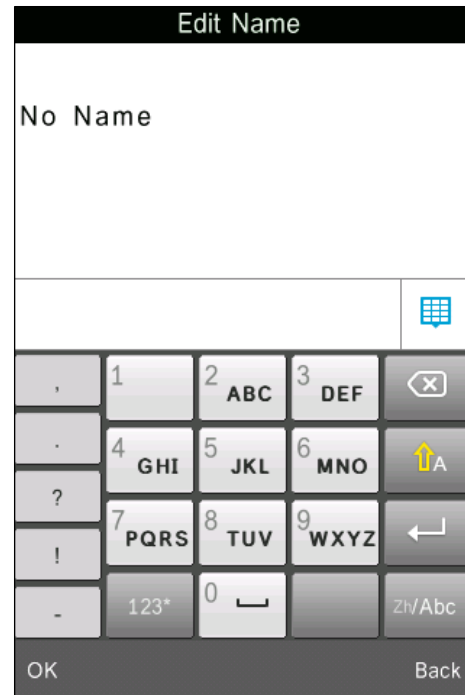 Edit Name
No Name
, 1 2 ABC 3 DEF
. 4 GHI 5 JKL 6 MNO A
?
7 PQRS 8 TUV 9 WXYZ
!
- 123* 0 Zh/Abc
OK Back